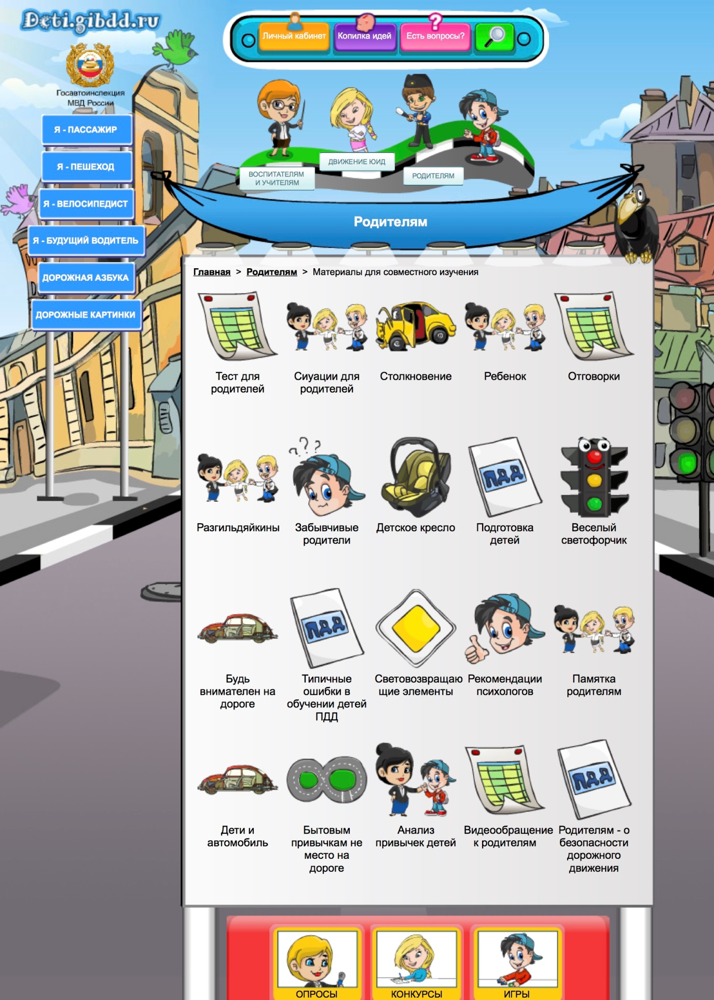 Deti.gibdd.ru
Личный кабинет
Копилка идей
Есть вопросы?
Госавтоинспекция
МВД России
Я - ПАССАЖИР
Я - ПЕШЕХОД
Я - ВЕЛОСИПЕДИСТ
Я - БУДУЩИЙ ВОДИТЕЛЬ
ДОРОЖНАЯ АЗБУКА
ДОРОЖНЫЕ КАРТИНКИ
ВОСПИТАТЕЛЯМ
И УЧИТЕЛЯМ
ДВИЖЕНИЕ ЮИД
РОДИТЕЛЯМ
Родителям
Главная > Родителям > Материалы для совместного изучения
Тест для
родителей
Сиуации для
родителей
Столкновение
Ребенок
Отговорки
Разгильдяйкины
Забывчивые
родители
Детское кресло
ПДД
Подготовка
детей
Веселый
светофорчик
Будь
внимателен на
дороге
ПДД
Типичные
ошибки в
обучении детей
ПДД
Световозвращаю
щие элементы
Рекомендации
психологов
Памятка
родителям
Дети и
автомобиль
Бытовым
привычкам не
место на
дороге
Анализ
привычек детей
Видеообращение
к родителям
ПДД
Родителям - о
безопасности
дорожного
движения
ОПРОСЫ
КОНКУРСЫ
ИГРЫ